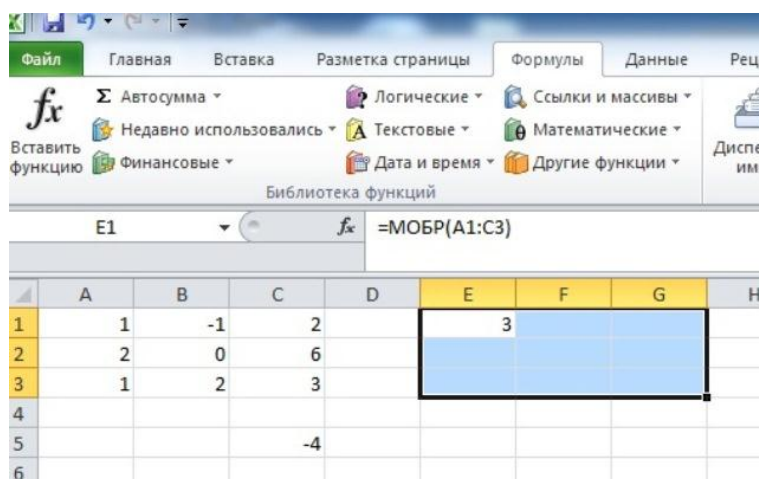 Файл Главная Вставка Разметка страницы Формулы Данные
fx Σ Автосумма Логические Ссылки и массивы
Вставить функцию Недавно использовались Текстовые Математические
Финансовые Дата и время Другие функции
Библиотека функций
E1 fx =МОБР(A1:C3)
A B C D E F G H
1 1 -1 2 3
2 2 0 6
3 1 2 3
4
5 -4
6